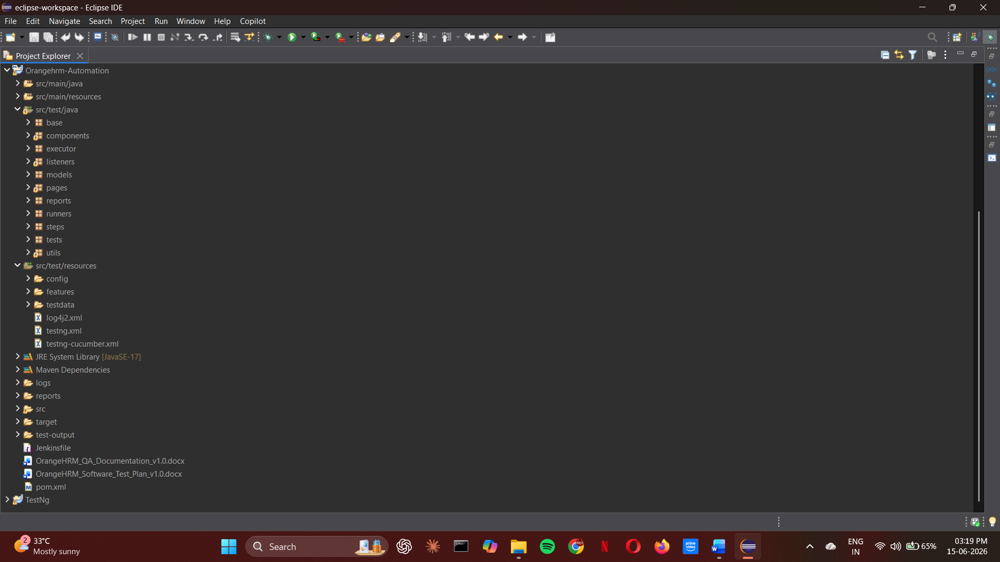 eclipse-workspace - Eclipse IDE
File Edit Navigate Search Project Run Window Help Copilot
Project Explorer
Orangehrm-Automation
src/main/java
src/main/resources
src/test/java
base
components
executor
listeners
models
pages
reports
runners
steps
tests
utils
src/test/resources
config
features
testdata
log4j2.xml
testng.xml
testng-cucumber.xml
JRE System Library [JavaSE-17]
Maven Dependencies
logs
reports
src
target
test-output
Jenkinsfile
OrangeHRM_QA_Documentation_v1.0.docx
OrangeHRM_Software_Test_Plan_v1.0.docx
pom.xml
TestNg
2
33°C
Mostly sunny
Search
prime video
ENG
IN
65%
03:19 PM
15-06-2026